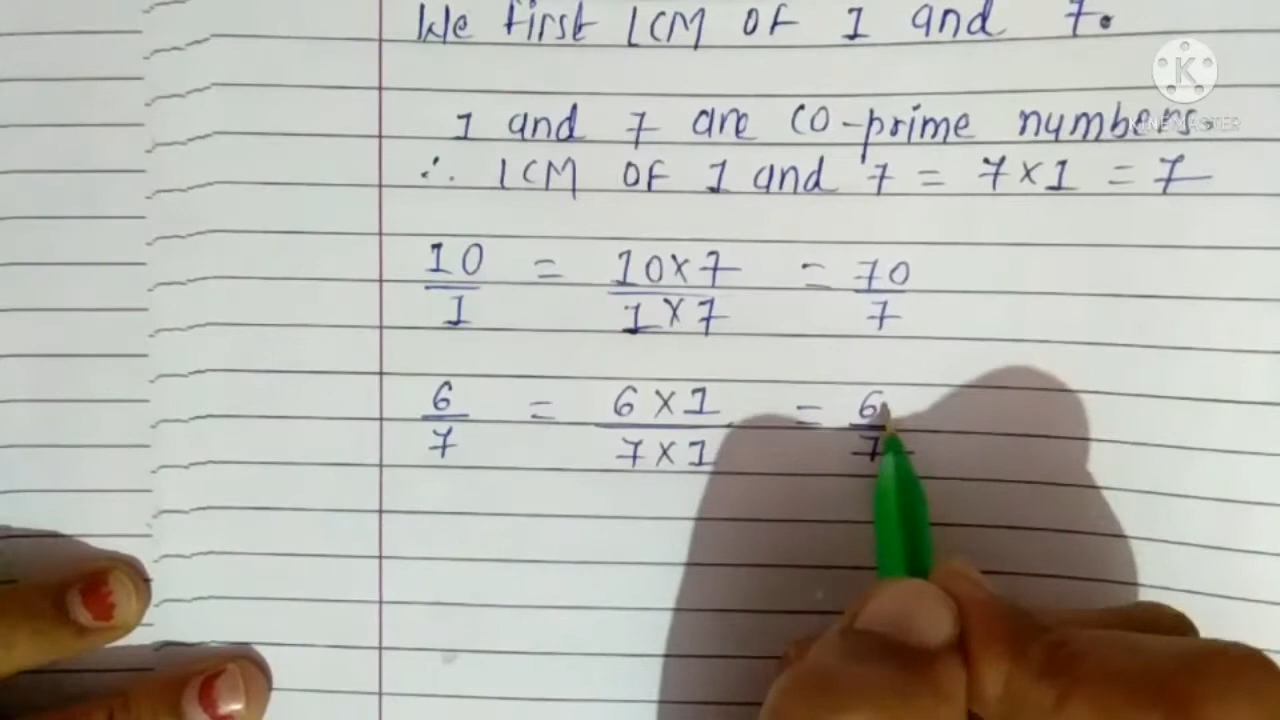 We first LCM OF 1 and 7.
1 and 7 are co-prime numbers.
∴ LCM OF 1 and 7 = 7×1 = 7
10/1 = 10×7/1×7 = 70/7
6/7 = 6×1/7×1 = 6/7
K
KINEMASTER